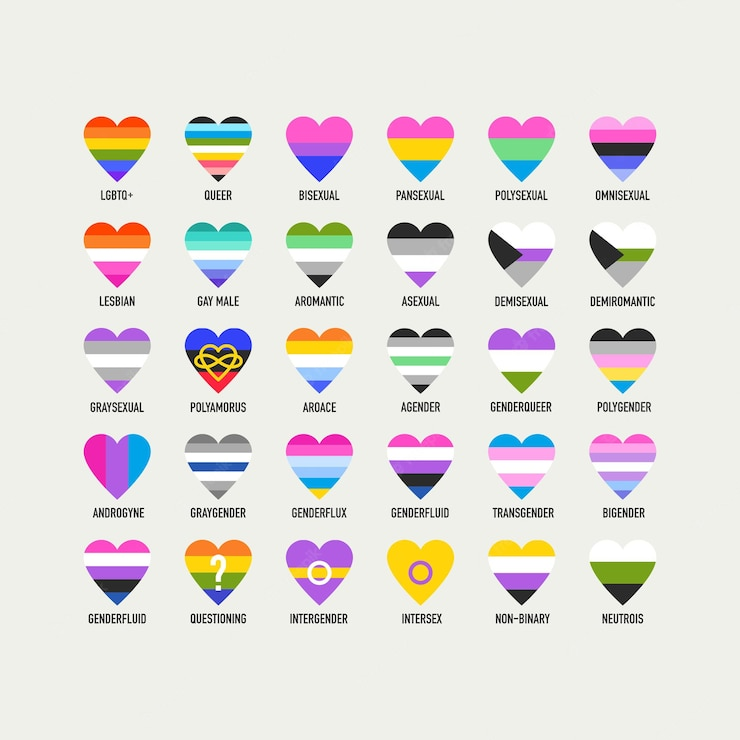 LGBTQ+ QUEER BISEXUAL PANSEXUAL POLYSEXUAL OMNISEXUAL
LESBIAN GAY MALE AROMANTIC ASEXUAL DEMISEXUAL DEMIROMANTIC
GRAYSEXUAL POLYAMORUS AROACE AGENDER GENDERQUEER POLYGENDER
ANDROGYNE GRAYGENDER GENDERFLUX GENDERFLUID TRANSGENDER BIGENDER
?
GENDERFLUID QUESTIONING INTERGENDER INTERSEX NON-BINARY NEUTROIS